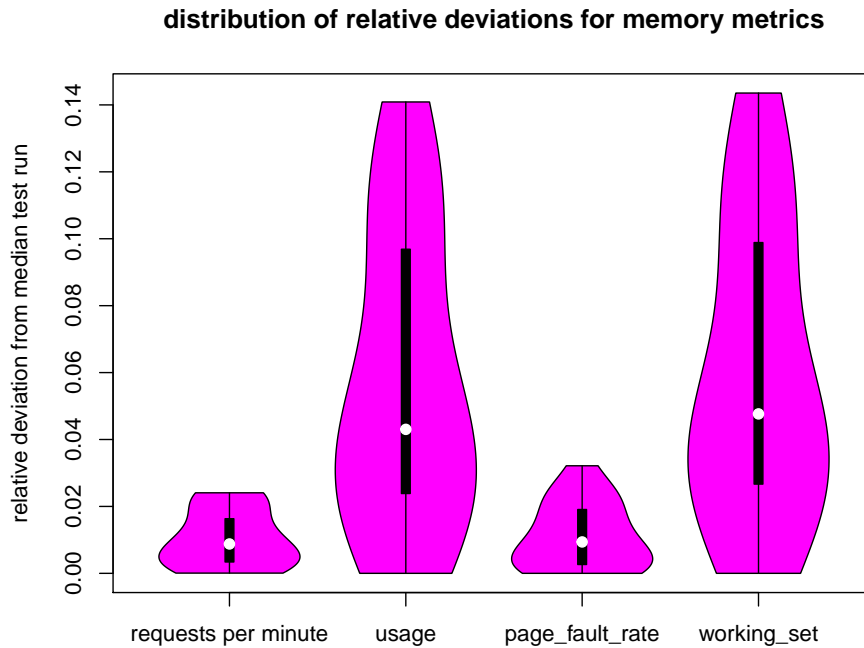 distribution of relative deviations for memory metrics
relative deviation from median test run
0.14
0.12
0.10
0.08
0.06
0.04
0.02
0.00
requests per minute
usage
page_fault_rate
working_set